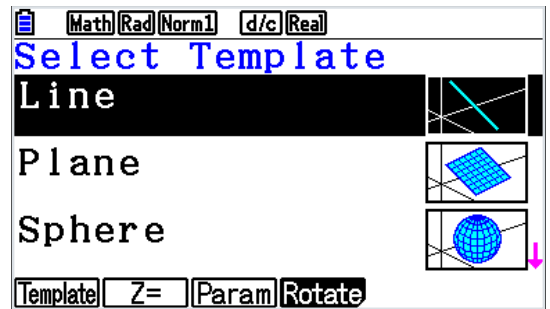 Math Rad Norm1 d/c Real
Select Template
Line
Plane
Sphere
Template Z= Param Rotate